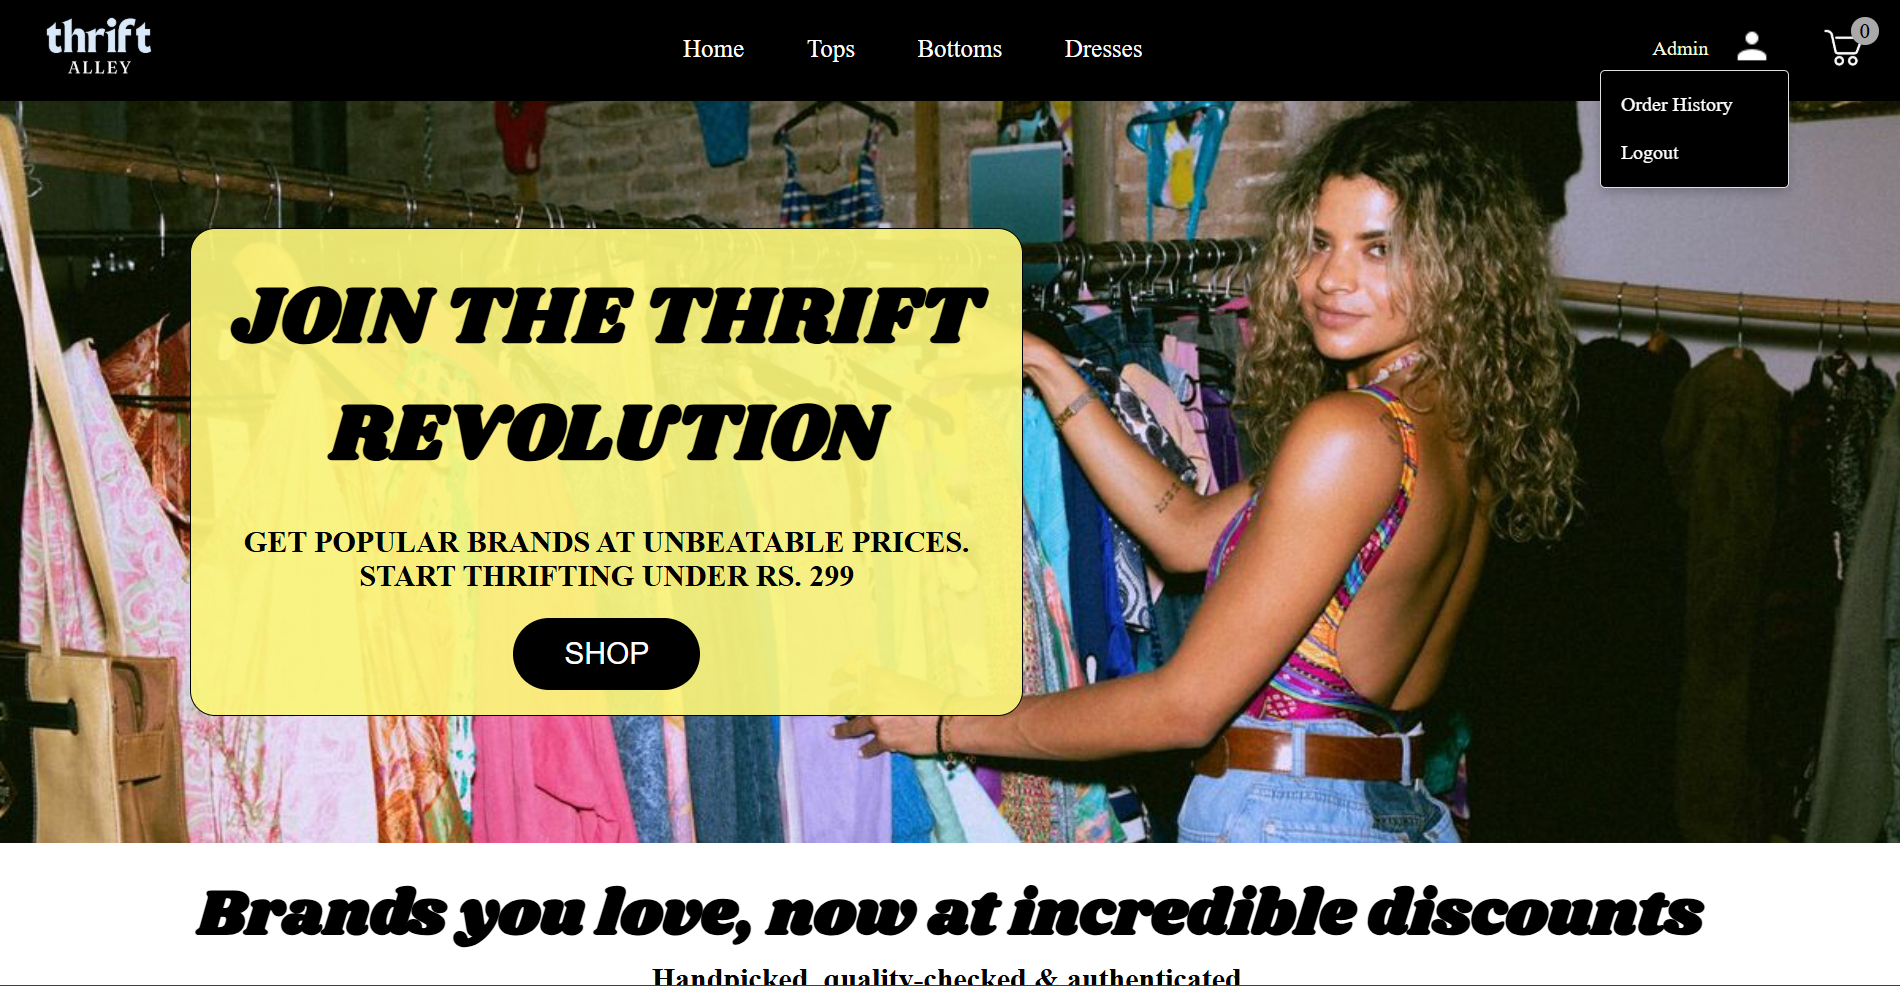 thrift
ALLEY
Home Tops Bottoms Dresses
Admin
0
Order History
Logout
JOIN THE THRIFT
REVOLUTION
GET POPULAR BRANDS AT UNBEATABLE PRICES.
START THRIFTING UNDER RS. 299
SHOP
Brands you love, now at incredible discounts
Handpicked, quality-checked & authenticated